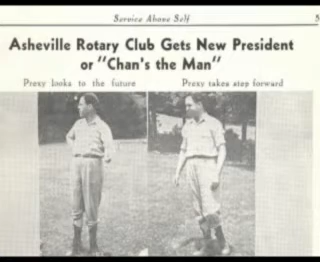 Service Above Self 5
Asheville Rotary Club Gets New President
or "Chan's the Man"
Prexy looks to the future
Prexy takes step forward